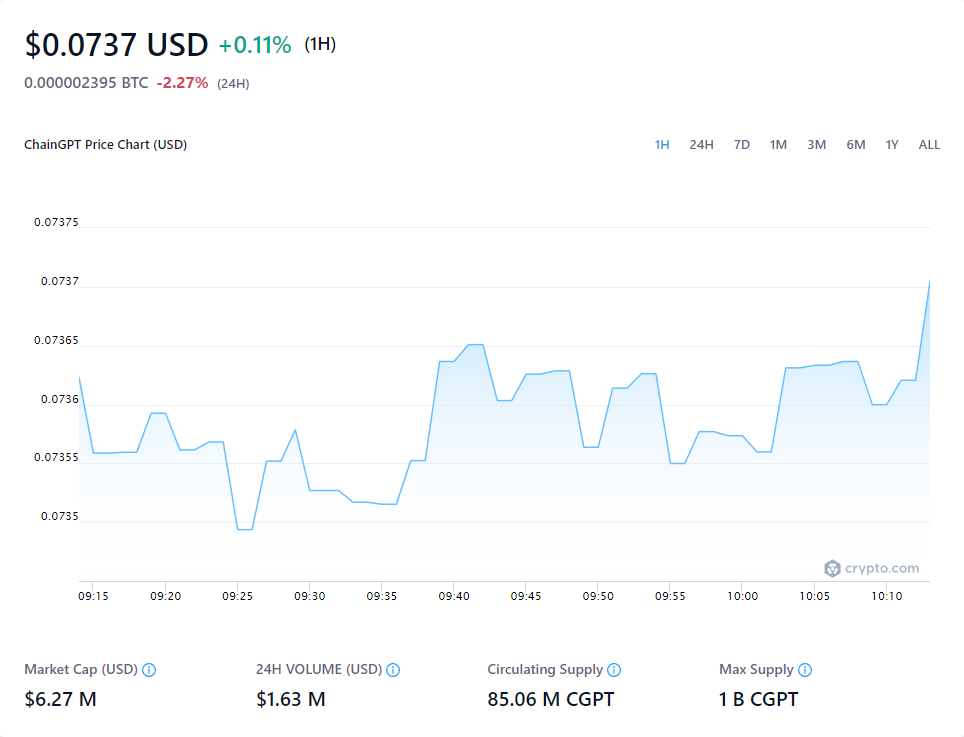 $0.0737 USD +0.11% (1H)
0.000002395 BTC -2.27% (24H)
ChainGPT Price Chart (USD)
1H 24H 7D 1M 3M 6M 1Y ALL
0.07375
0.0737
0.07365
0.0736
0.07355
0.0735
crypto.com
09:15 09:20 09:25 09:30 09:35 09:40 09:45 09:50 09:55 10:00 10:05 10:10
Market Cap (USD) 24H VOLUME (USD) Circulating Supply Max Supply
$6.27 M $1.63 M 85.06 M CGPT 1 B CGPT